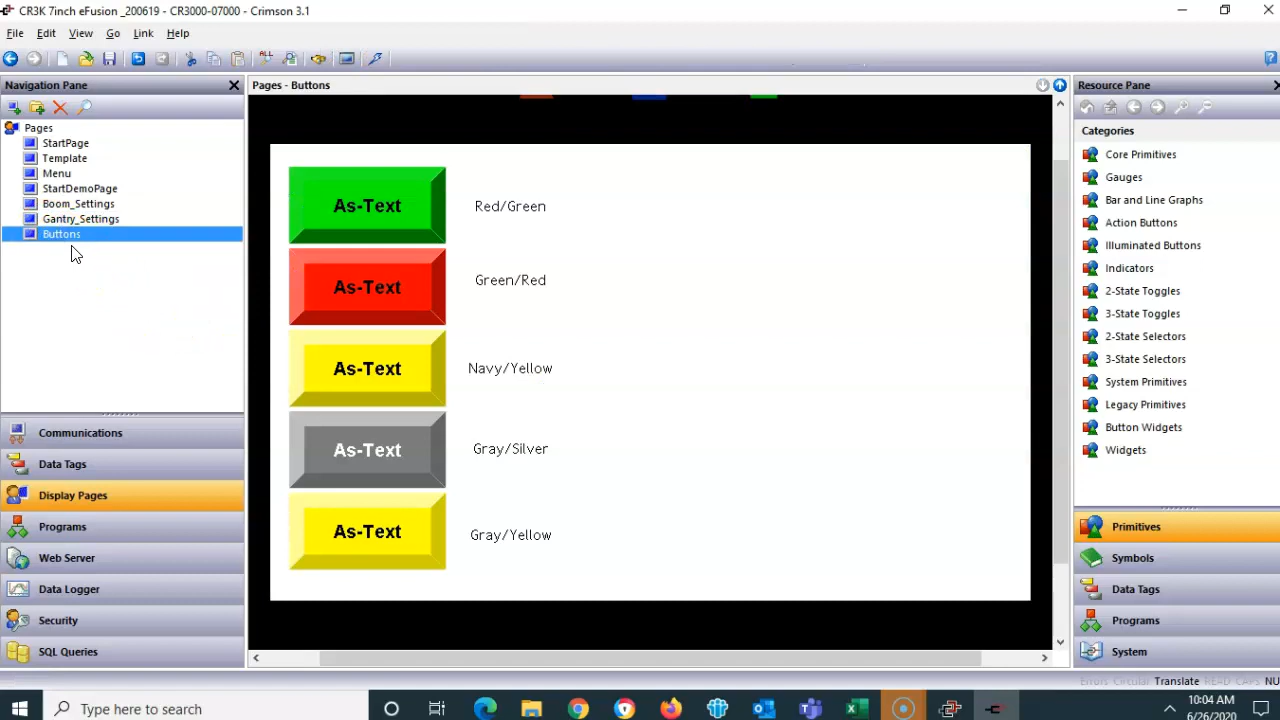 CR3K 7inch eFusion _200619 - CR3000-07000 - Crimson 3.1
File Edit View Go Link Help
Navigation Pane
Pages
StartPage
Template
Menu
StartDemoPage
Boom_Settings
Gantry_Settings
Buttons
Communications
Data Tags
Display Pages
Programs
Web Server
Data Logger
Security
SQL Queries
Pages - Buttons
As-Text Red/Green
As-Text Green/Red
As-Text Navy/Yellow
As-Text Gray/Silver
As-Text Gray/Yellow
Resource Pane
Categories
Core Primitives
Gauges
Bar and Line Graphs
Action Buttons
Illuminated Buttons
Indicators
2-State Toggles
3-State Toggles
2-State Selectors
3-State Selectors
System Primitives
Legacy Primitives
Button Widgets
Widgets
Primitives
Symbols
Data Tags
Programs
System
Errors Circular Translate READ CAPS NU
Type here to search
10:04 AM
6/26/2020